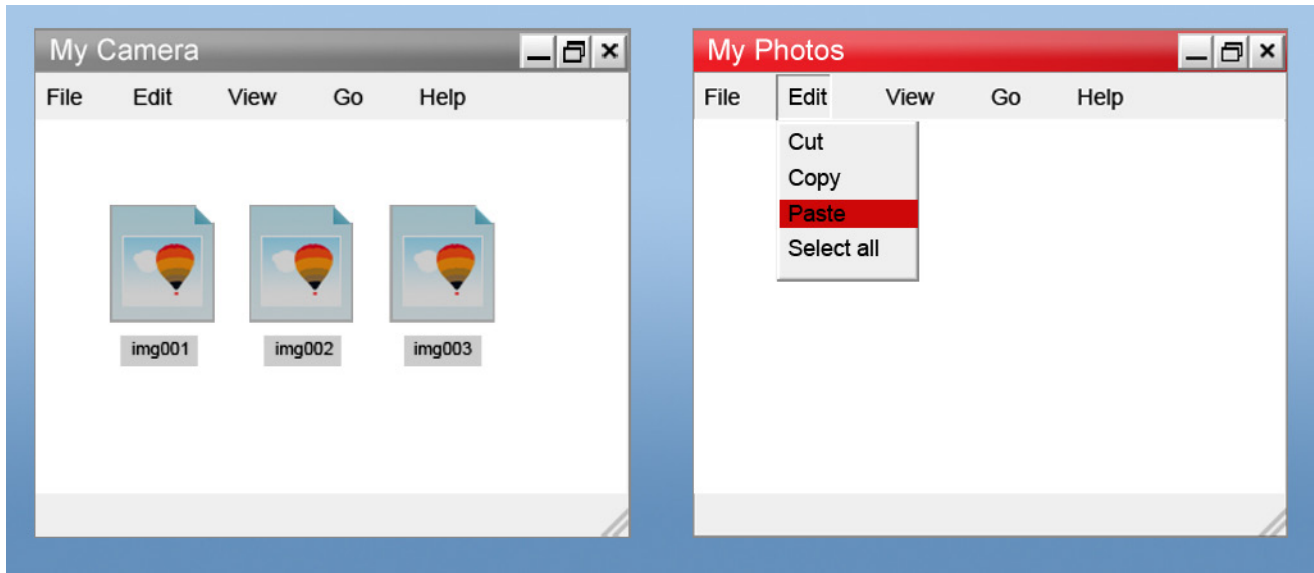 My Camera
File Edit View Go Help
img001 img002 img003
My Photos
File Edit View Go Help
Cut
Copy
Paste
Select all